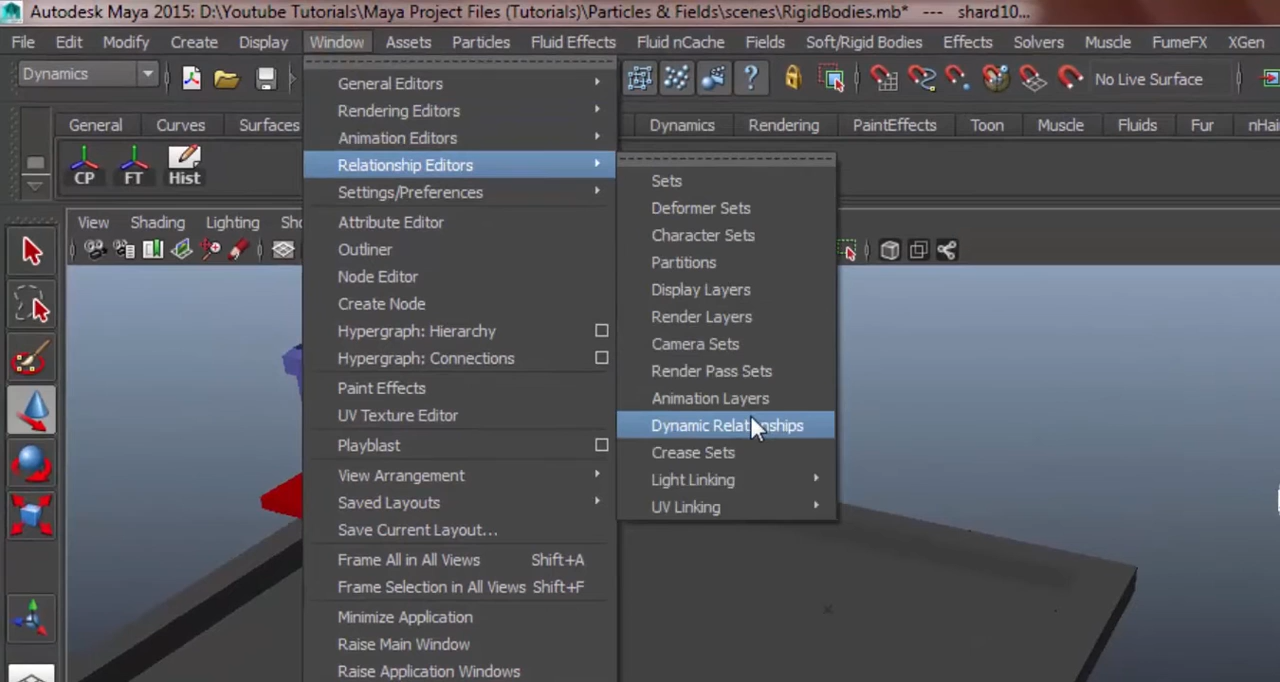 Autodesk Maya 2015: D:\Youtube Tutorials\Maya Project Files (Tutorials)\Particles & Fields\scenes\RigidBodies.mb* --- shard10...
File Edit Modify Create Display Window Assets Particles Fluid Effects Fluid nCache Fields Soft/Rigid Bodies Effects Solvers Muscle FumeFX XGen
Dynamics
No Live Surface
General Curves Surfaces Dynamics Rendering PaintEffects Toon Muscle Fluids Fur nHai
CP FT Hist
View Shading Lighting Sho
General Editors
Rendering Editors
Animation Editors
Relationship Editors
Settings/Preferences
Attribute Editor
Outliner
Node Editor
Create Node
Hypergraph: Hierarchy
Hypergraph: Connections
Paint Effects
UV Texture Editor
Playblast
View Arrangement
Saved Layouts
Save Current Layout...
Frame All in All Views Shift+A
Frame Selection in All Views Shift+F
Minimize Application
Raise Main Window
Raise Application Windows
Sets
Deformer Sets
Character Sets
Partitions
Display Layers
Render Layers
Camera Sets
Render Pass Sets
Animation Layers
Dynamic Relationships
Crease Sets
Light Linking
UV Linking